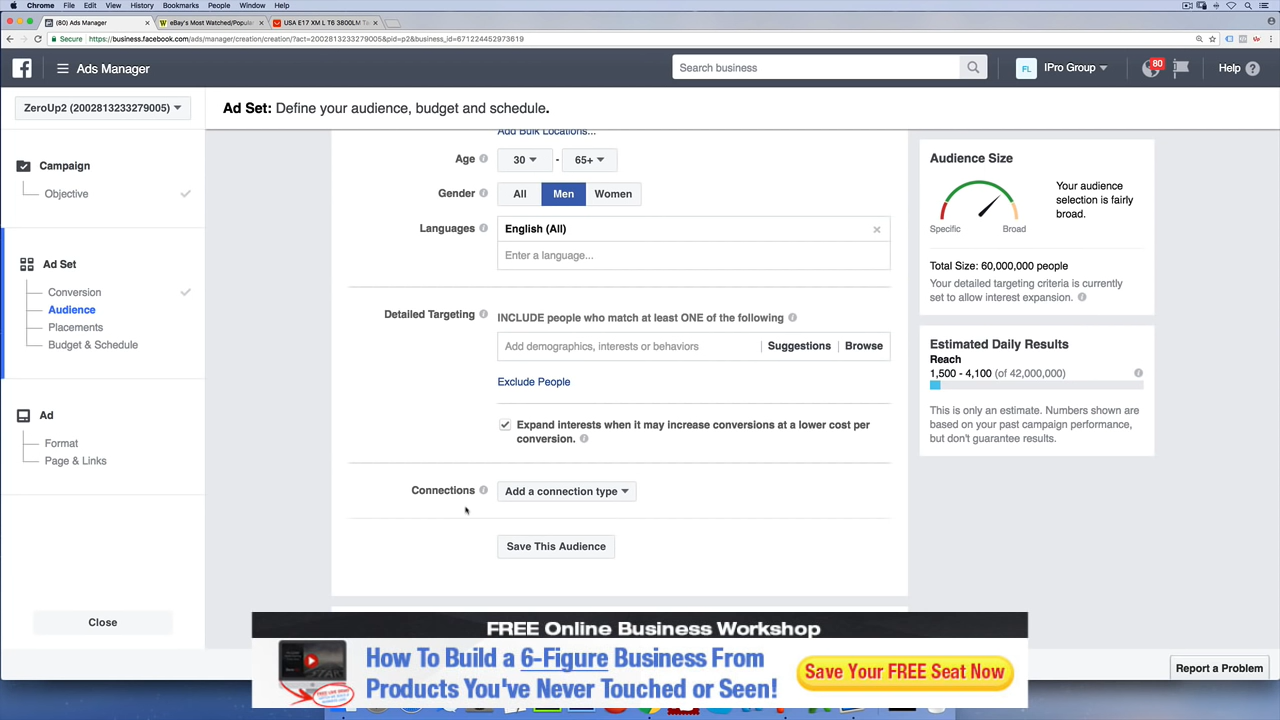 Chrome File Edit View History Bookmarks People Window Help
(80) Ads Manager
eBay's Most Watched/Popula
USA E17 XM L T6 3800LM Te
Secure https://business.facebook.com/ads/manager/creation/creation/?act=2002813233279005&pid=p2&business_id=671224452973619
Ads Manager
Search business
FL IPro Group
80
Help
ZeroUp2 (2002813233279005)
Ad Set: Define your audience, budget and schedule.
Campaign
Objective
Ad Set
Conversion
Audience
Placements
Budget & Schedule
Ad
Format
Page & Links
Close
Add Bulk Locations...
Age 30 - 65+
Gender All Men Women
Languages English (All)
Enter a language...
Detailed Targeting INCLUDE people who match at least ONE of the following
Add demographics, interests or behaviors Suggestions Browse
Exclude People
Expand interests when it may increase conversions at a lower cost per
conversion.
Connections Add a connection type
Save This Audience
Audience Size
Your audience
selection is fairly
broad.
Specific Broad
Total Size: 60,000,000 people
Your detailed targeting criteria is currently
set to allow interest expansion.
Estimated Daily Results
Reach
1,500 - 4,100 (of 42,000,000)
This is only an estimate. Numbers shown are
based on your past campaign performance,
but don't guarantee results.
FREE Online Business Workshop
How To Build a 6-Figure Business From
Products You've Never Touched or Seen!
Save Your FREE Seat Now
Report a Problem